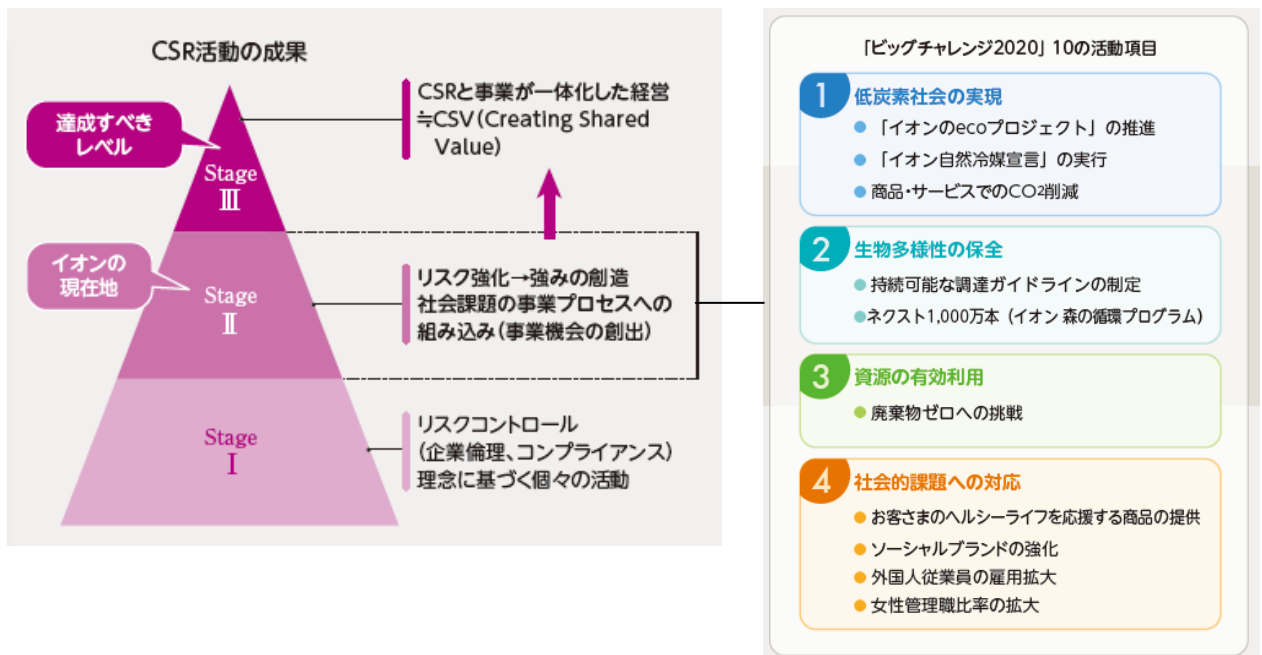 CSR活動の成果
達成すべき
レベル
Stage
Ⅲ
CSRと事業が一体化した経営
≒CSV(Creating Shared
Value)
イオンの
現在地
Stage
Ⅱ
リスク強化→強みの創造
社会課題の事業プロセスへの
組み込み(事業機会の創出)
Stage
Ⅰ
リスクコントロール
(企業倫理、コンプライアンス)
理念に基づく個々の活動
「ビッグチャレンジ2020」10の活動項目
1 低炭素社会の実現
● 「イオンのecoプロジェクト」の推進
● 「イオン自然冷媒宣言」の実行
● 商品・サービスでのCO2削減
2 生物多様性の保全
● 持続可能な調達ガイドラインの制定
●ネクスト1,000万本(イオン 森の循環プログラム)
3 資源の有効利用
● 廃棄物ゼロへの挑戦
4 社会的課題への対応
● お客さまのヘルシーライフを応援する商品の提供
● ソーシャルブランドの強化
● 外国人従業員の雇用拡大
● 女性管理職比率の拡大